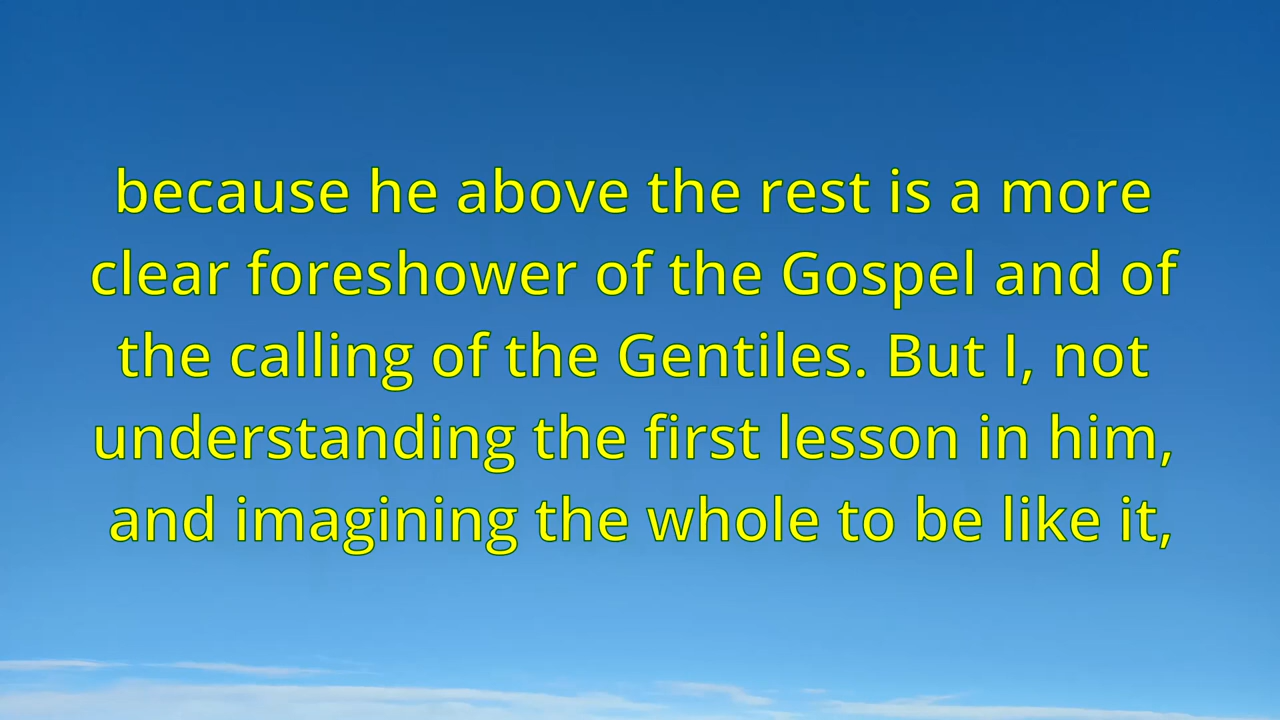 because he above the rest is a more
clear foreshower of the Gospel and of
the calling of the Gentiles. But I, not
understanding the first lesson in him,
and imagining the whole to be like it,